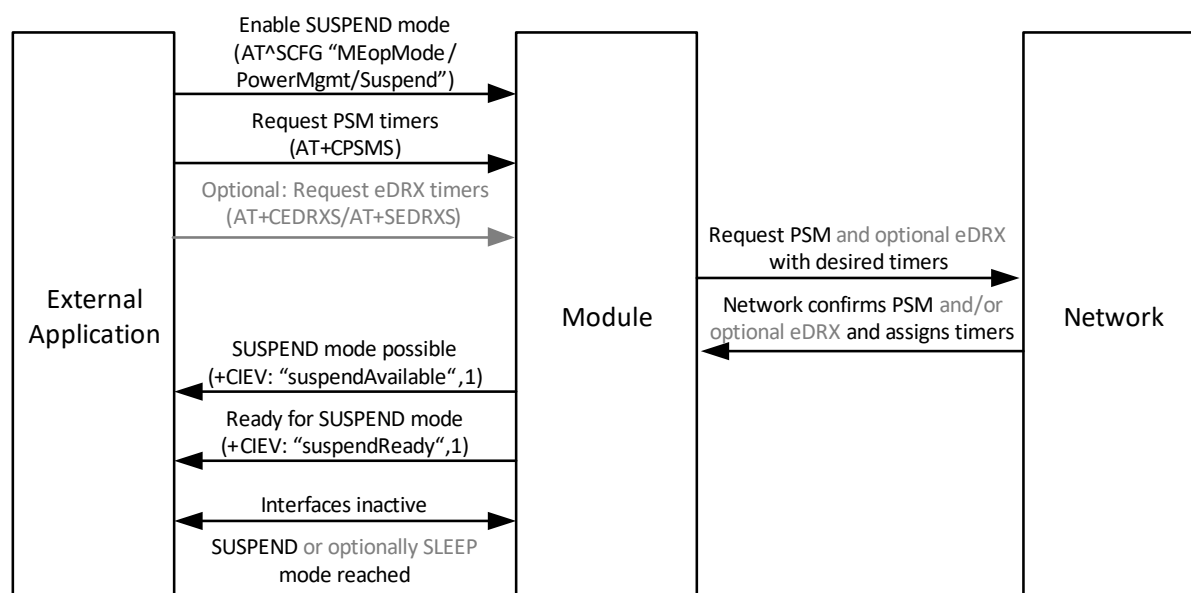 Enable SUSPEND mode
(AT^SCFG “MEopMode/
PowerMgmt/Suspend”)
Request PSM timers
(AT+CPSMS)
Optional: Request eDRX timers
(AT+CEDRXS/AT+SEDRXS)
Request PSM and optional eDRX
with desired timers
External
Application
Module
Network
Network confirms PSM and/or
optional eDRX and assigns timers
SUSPEND mode possible
(+CIEV: “suspendAvailable“,1)
Ready for SUSPEND mode
(+CIEV: “suspendReady“,1)
Interfaces inactive
SUSPEND or optionally SLEEP
mode reached